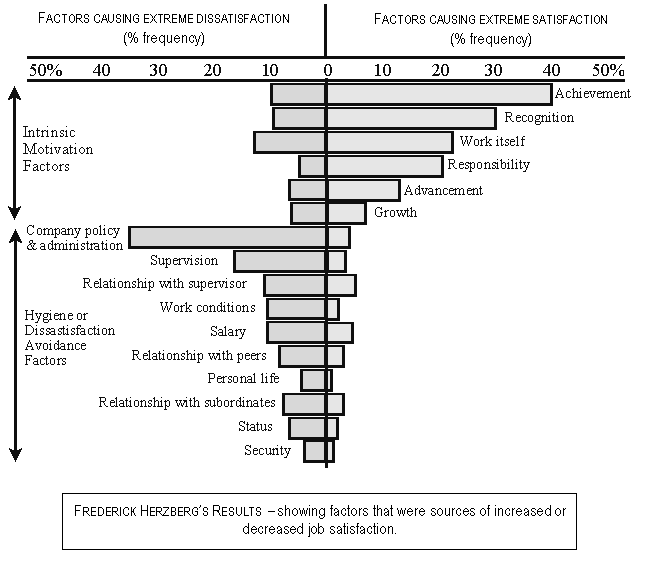 FACTORS CAUSING EXTREME DISSATISFACTION
(% frequency)
FACTORS CAUSING EXTREME SATISFACTION
(% frequency)
50% 40 30 20 10 0 10 20 30 40 50%
Achievement
Recognition
Work itself
Responsibility
Advancement
Growth
Intrinsic
Motivation
Factors
Company policy
& administration
Supervision
Relationship with supervisor
Work conditions
Salary
Relationship with peers
Personal life
Relationship with subordinates
Status
Security
Hygiene or
Dissastisfaction
Avoidance
Factors
FREDERICK HERZBERG'S RESULTS – showing factors that were sources of increased or
decreased job satisfaction.